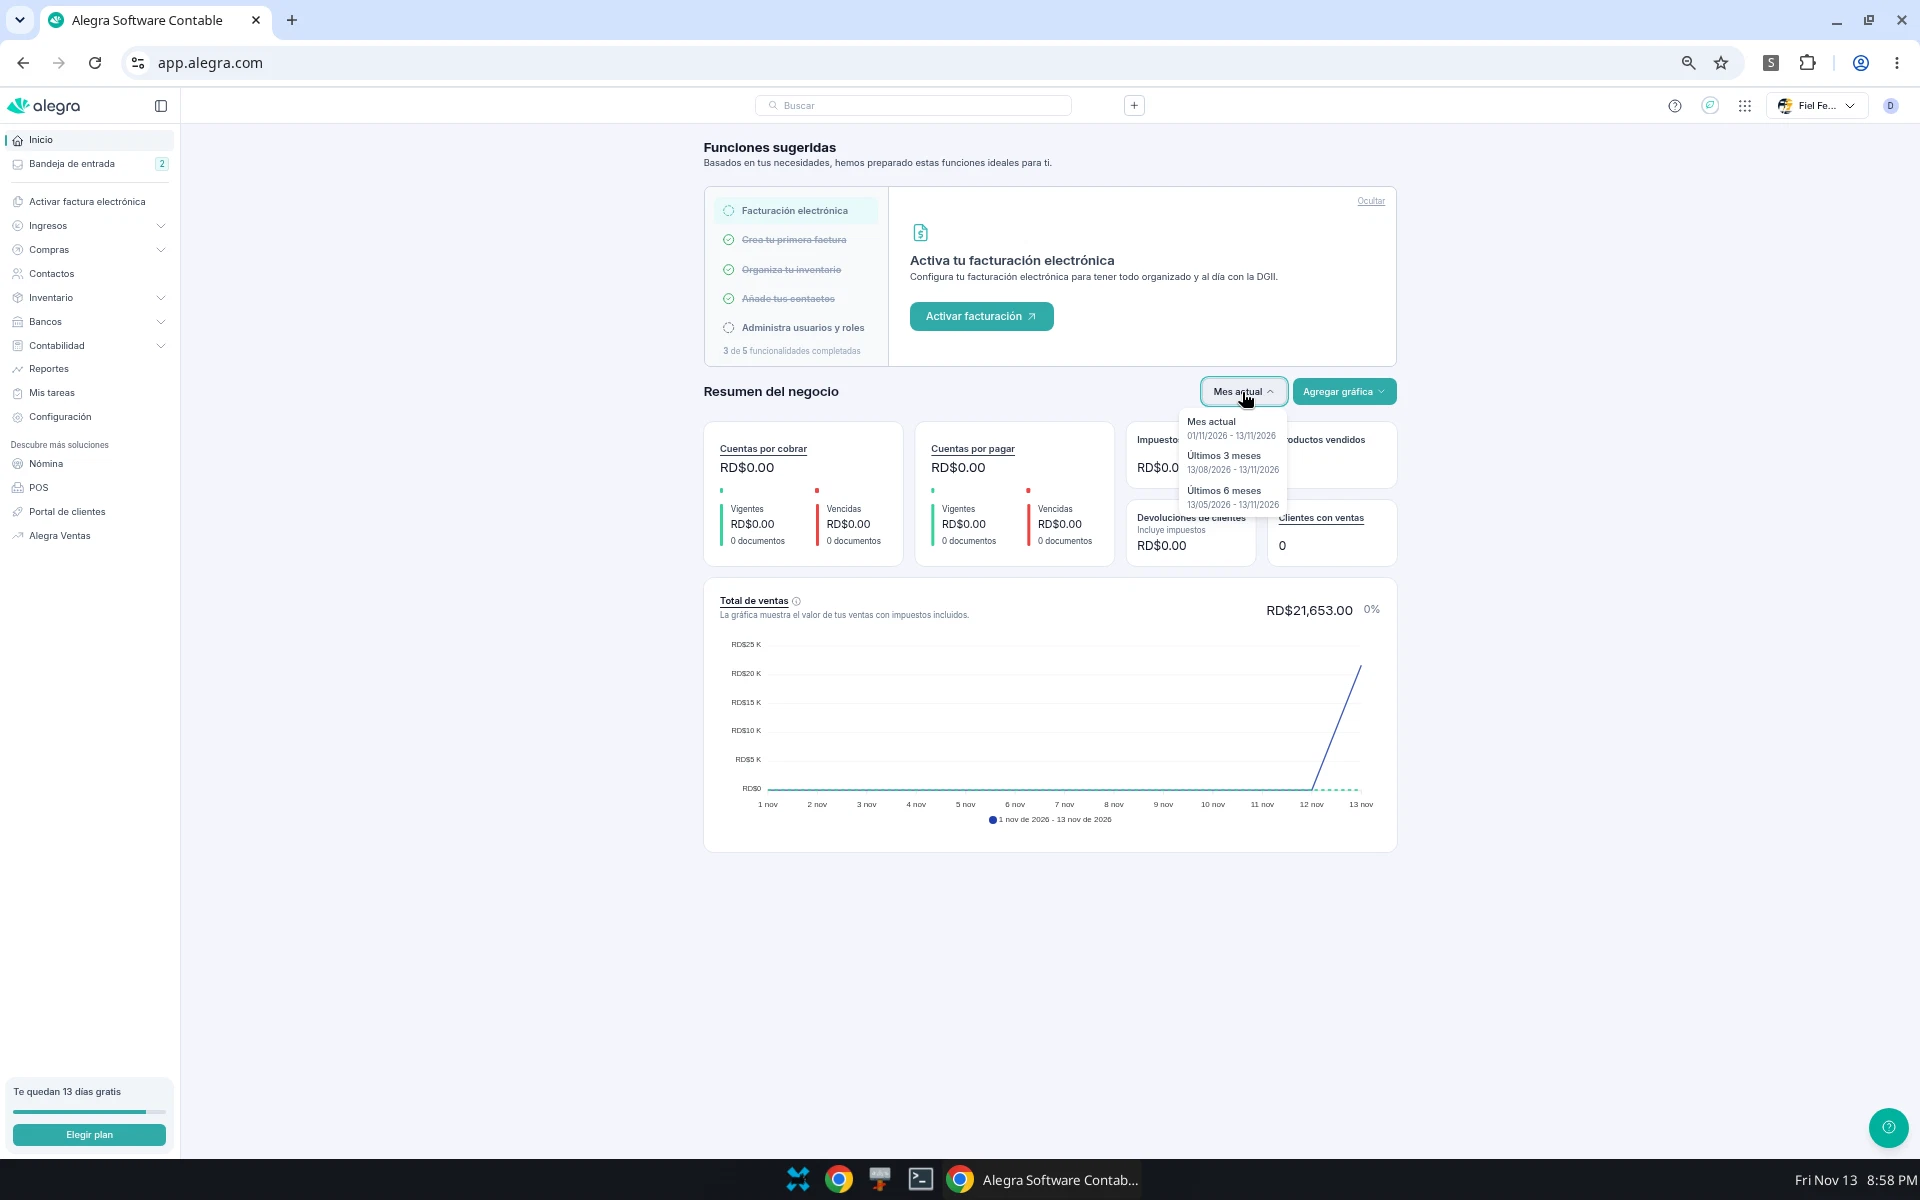 Alegra Software Contable
app.alegra.com
S
alegra
Buscar
Fiel Fe...
D
Inicio
Bandeja de entrada 2
Activar factura electrónica
Ingresos
Compras
Contactos
Inventario
Bancos
Contabilidad
Reportes
Mis tareas
Configuración
Descubre más soluciones
Nómina
POS
Portal de clientes
Alegra Ventas
Te quedan 13 días gratis
Elegir plan
Funciones sugeridas
Basados en tus necesidades, hemos preparado estas funciones ideales para ti.
Facturación electrónica
Crea tu primera factura
Organiza tu inventario
Añade tus contactos
Administra usuarios y roles
3 de 5 funcionalidades completadas
Ocultar
Activa tu facturación electrónica
Configura tu facturación electrónica para tener todo organizado y al día con la DGII.
Activar facturación
Resumen del negocio
Mes actual
Agregar gráfica
Mes actual
01/11/2026 - 13/11/2026
Últimos 3 meses
13/08/2026 - 13/11/2026
Últimos 6 meses
13/05/2026 - 13/11/2026
Cuentas por cobrar
RD$0.00
Vigentes
RD$0.00
0 documentos
Vencidas
RD$0.00
0 documentos
Cuentas por pagar
RD$0.00
Vigentes
RD$0.00
0 documentos
Vencidas
RD$0.00
0 documentos
Impuestos
RD$0.0
oductos vendidos
Devoluciones de clientes
Incluye impuestos
RD$0.00
Clientes con ventas
0
Total de ventas
La gráfica muestra el valor de tus ventas con impuestos incluidos.
RD$21,653.00 0%
RD$25 K
RD$20 K
RD$15 K
RD$10 K
RD$5 K
RD$0
1 nov 2 nov 3 nov 4 nov 5 nov 6 nov 7 nov 8 nov 9 nov 10 nov 11 nov 12 nov 13 nov
1 nov de 2026 - 13 nov de 2026
Alegra Software Contab...
Fri Nov 13 8:58 PM